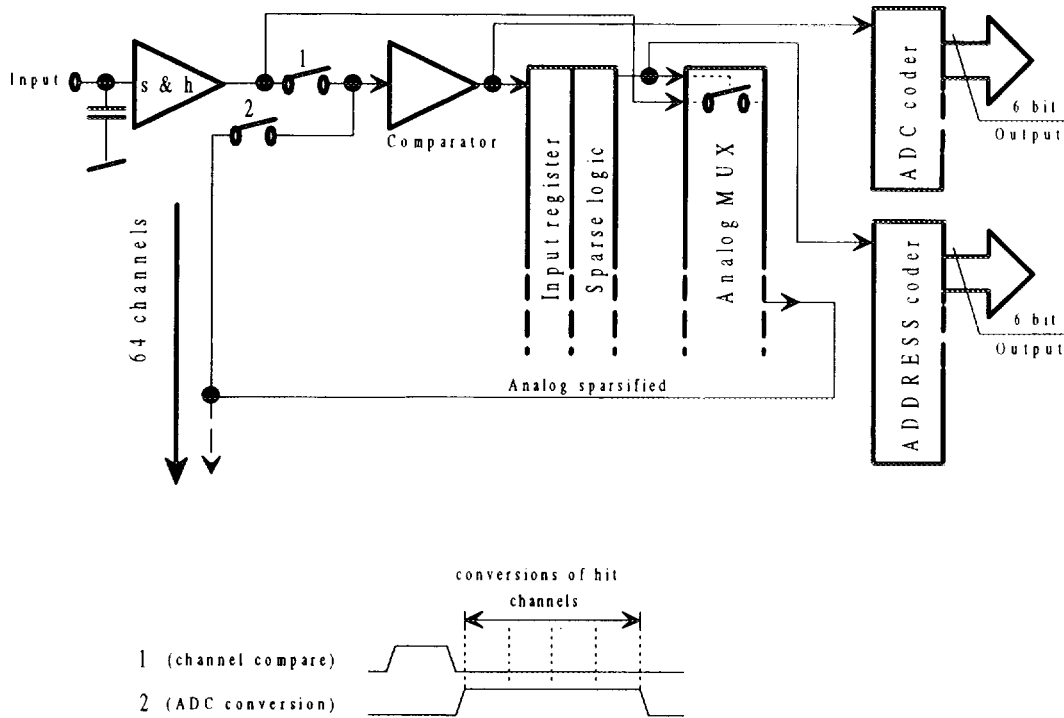 1
Input
s & h
2
Comparator
64 channels
Input register
Sparse logic
Analog MUX
ADC coder
6 bit
Output
ADDRESS coder
6 bit
Output
Analog sparsified
conversions of hit
channels
1 (channel compare)
2 (ADC conversion)